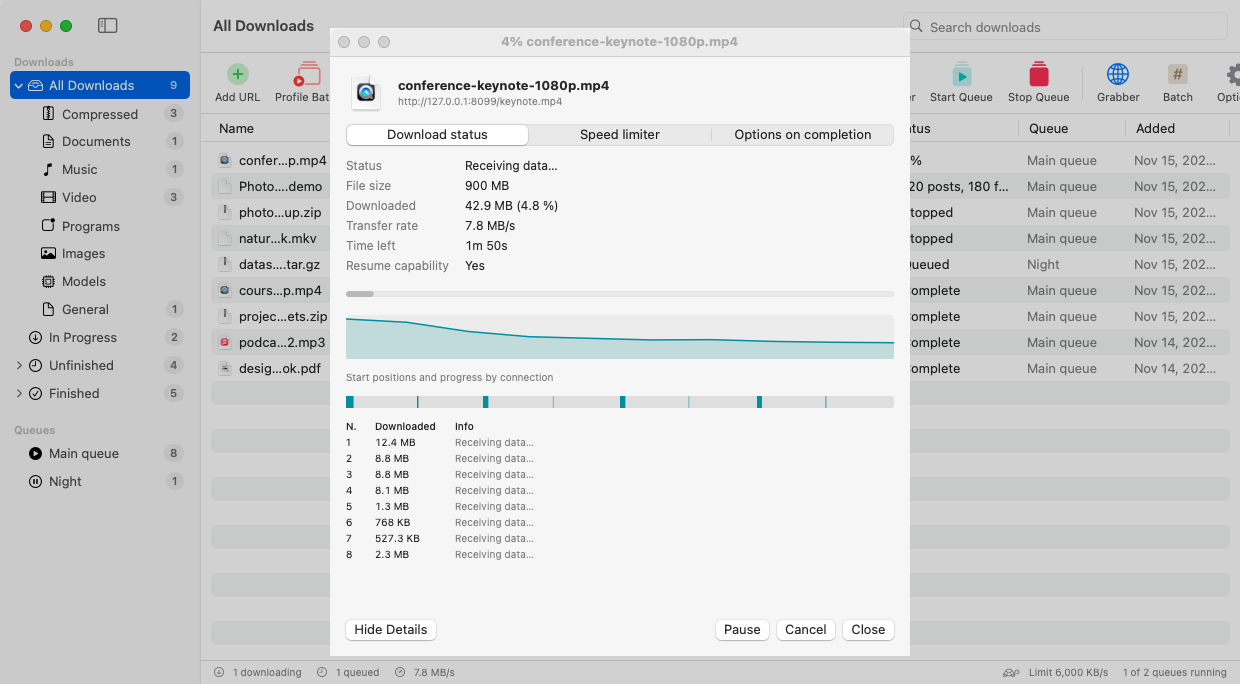 All Downloads
Search downloads
4% conference-keynote-1080p.mp4
Downloads
All Downloads 9
Compressed 3
Documents 1
Music 1
Video 3
Programs
Images
Models
General 1
In Progress 2
Unfinished 4
Finished 5
Queues
Main queue 8
Night 1
Add URL
Profile Bat
Start Queue
Stop Queue
Grabber
#
Batch
Opti
Name
Queue
Added
confer...p.mp4 % Main queue Nov 15, 202...
Photo....demo 20 posts, 180 f... Main queue Nov 15, 202...
photo...up.zip topped Main queue Nov 15, 202...
natur...k.mkv topped Main queue Nov 15, 202...
datas....tar.gz ueued Night Nov 15, 202...
cours...p.mp4 omplete Main queue Nov 15, 202...
projec...ets.zip omplete Main queue Nov 15, 202...
podca...2.mp3 omplete Main queue Nov 14, 202...
desig...ok.pdf omplete Main queue Nov 14, 202...
conference-keynote-1080p.mp4
http://127.0.0.1:8099/keynote.mp4
Download status Speed limiter Options on completion
Status Receiving data...
File size 900 MB
Downloaded 42.9 MB (4.8 %)
Transfer rate 7.8 MB/s
Time left 1m 50s
Resume capability Yes
Start positions and progress by connection
N. Downloaded Info
1 12.4 MB Receiving data...
2 8.8 MB Receiving data...
3 8.8 MB Receiving data...
4 8.1 MB Receiving data...
5 1.3 MB Receiving data...
6 768 KB Receiving data...
7 527.3 KB Receiving data...
8 2.3 MB Receiving data...
Hide Details Pause Cancel Close
1 downloading 1 queued 7.8 MB/s Limit 6,000 KB/s 1 of 2 queues running